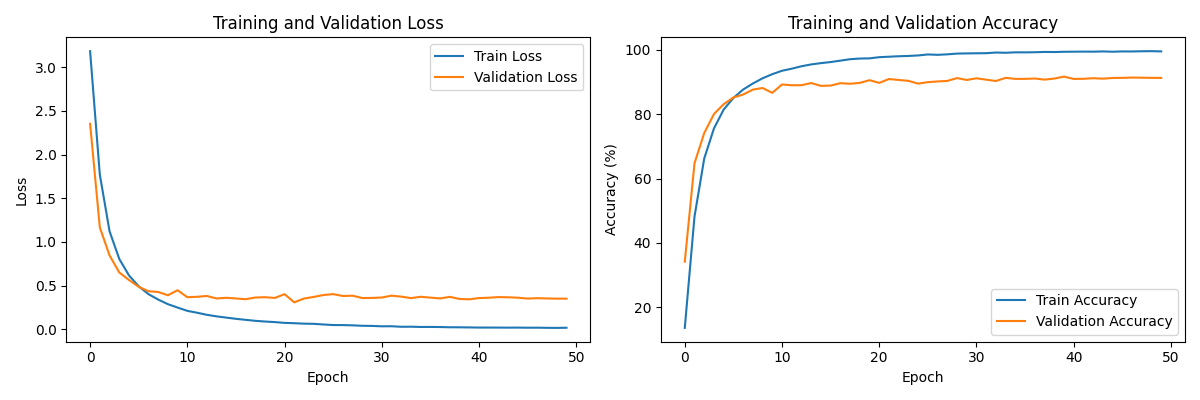 Training and Validation Loss
Train Loss
Validation Loss
3.0
2.5
2.0
1.5
1.0
0.5
0.0
Loss
0 10 20 30 40 50
Epoch
Training and Validation Accuracy
100
80
60
40
20
Accuracy (%)
Train Accuracy
Validation Accuracy
0 10 20 30 40 50
Epoch